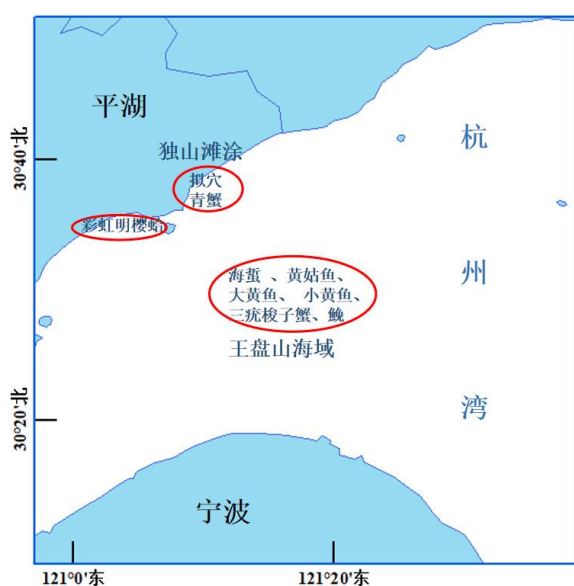 平湖
杭
州
湾
独山滩涂
拟穴
青蟹
彩虹明樱蛤
海蜇 、黄姑鱼、
大黄鱼、 小黄鱼、
三疣梭子蟹、鮸
王盘山海域
宁波
30°40'北
30°20'北
121°0'东
121°20'东